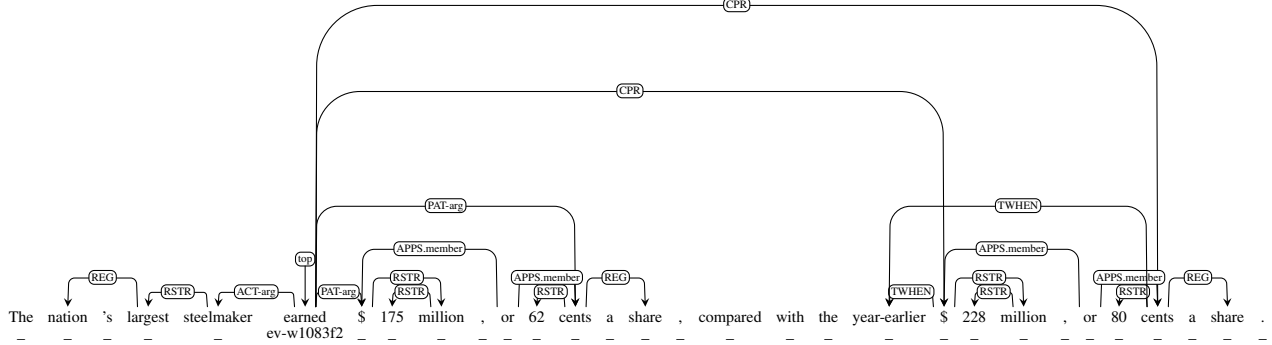 CPR
CPR
PAT-arg TWHEN
APPS.member APPS.member
top
REG RSTR APPS.member REG RSTR APPS.member REG
RSTR ACT-arg PAT-arg RSTR RSTR TWHEN RSTR RSTR
The nation 's largest steelmaker earned $ 175 million , or 62 cents a share , compared with the year-earlier $ 228 million , or 80 cents a share .
_ _ _ _ _ ev-w1083f2 _ _ _ _ _ _ _ _ _ _ _ _ _ _ _ _ _ _ _ _ _ _ _ _